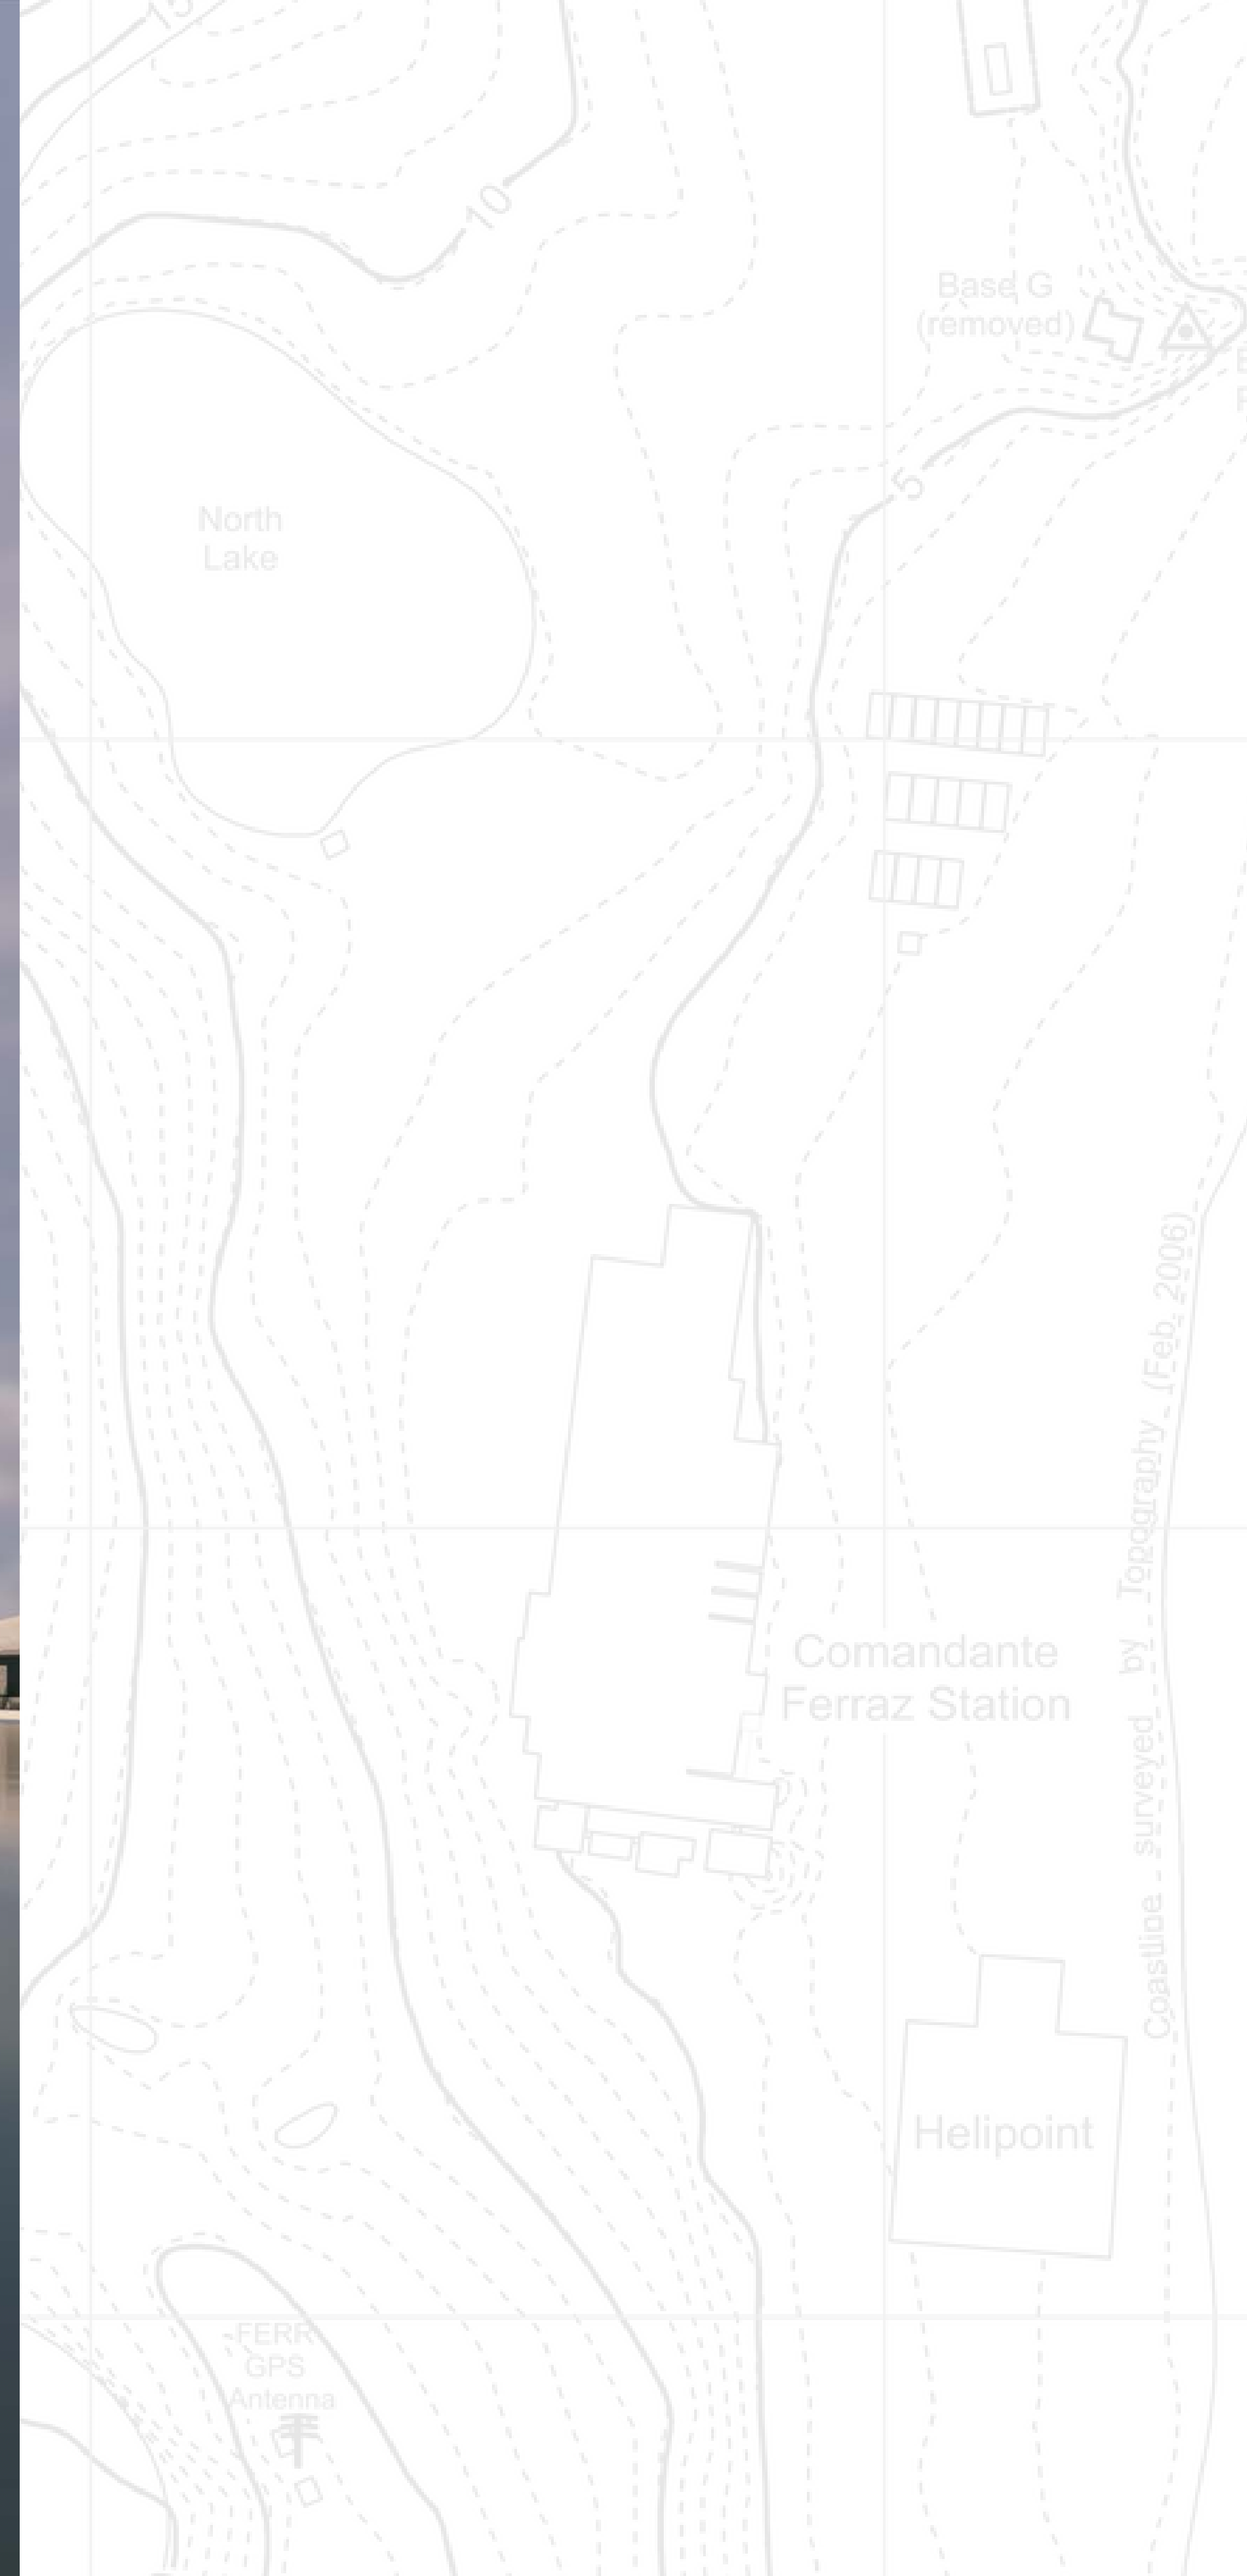 15
10
Base G
(removed)
5
North
Lake
Coastline surveyed by Topography (Feb. 2006)
Comandante
Ferraz Station
Helipoint
FERR
GPS
Antenna